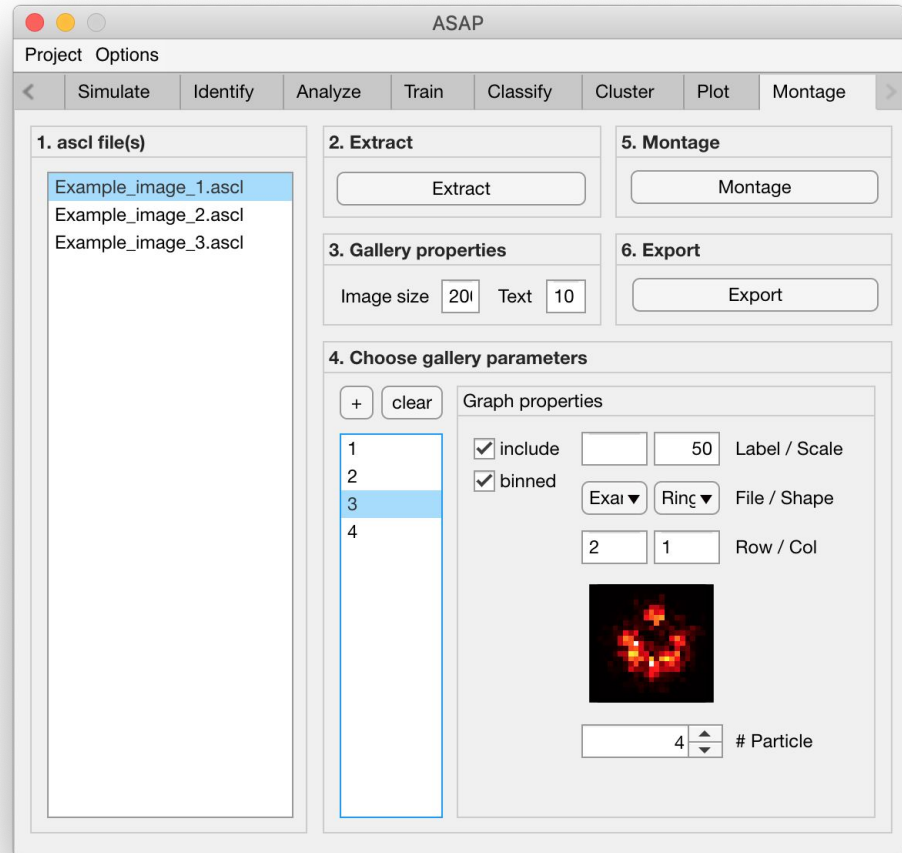 ASAP
Project Options
Simulate Identify Analyze Train Classify Cluster Plot Montage
1. ascl file(s)
Example_image_1.ascl
Example_image_2.ascl
Example_image_3.ascl
2. Extract
Extract
3. Gallery properties
Image size 200 Text 10
5. Montage
Montage
6. Export
Export
4. Choose gallery parameters
+ clear
1
2
3
4
Graph properties
include 50 Label / Scale
binned
Exar Ring File / Shape
2 1 Row / Col
4 # Particle